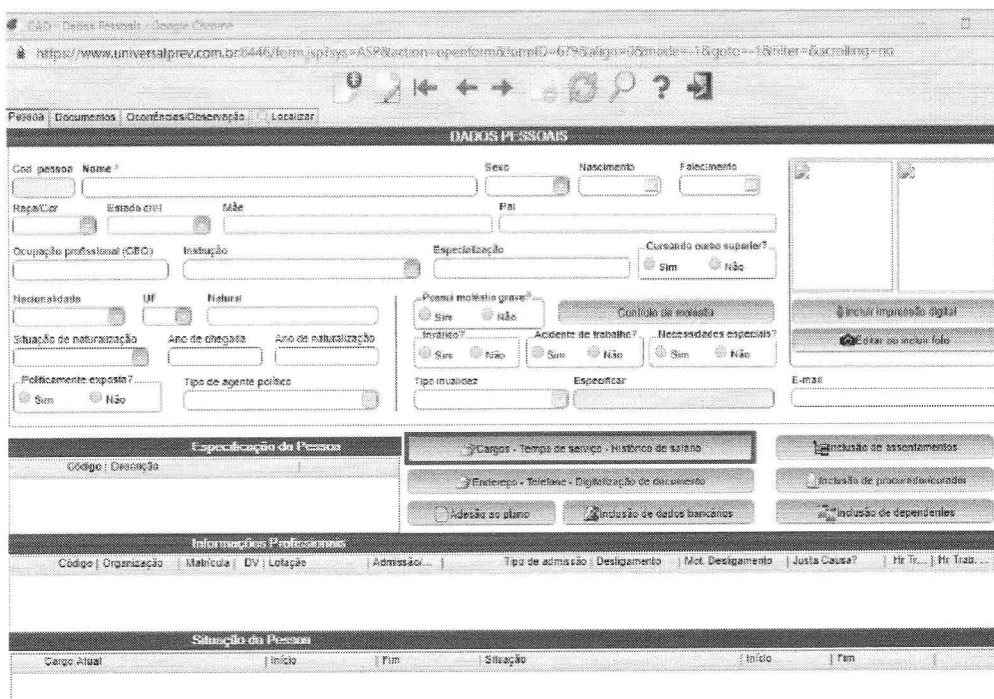 CAD - Dados Pessoais - Google Chrome
https://www.universalprev.com.br:8446/form.jsp?sys=ASP&action=openform&formID=679&align=0&mode=-1&goto=-1&filter=&scrolling=no
Pessoa | Documentos | Ocorrências/Observação | Localizar
DADOS PESSOAIS
Cod. pessoa Nome * Sexo Nascimento Falecimento
Raça/Cor Estado civil Mãe Pai
Ocupação profissional (CBO) Instrução Especialização Cursando curso superior?
Sim Não
Nacionalidade UF Natural Possui moléstia grave?
Sim Não Controle de moléstia Incluir impressão digital
Situação de naturalização Ano de chegada Ano de naturalização Inválido? Acidente de trabalho? Necessidades especiais?
Sim Não Sim Não Sim Não Editar ou incluir foto
Politicamente exposta? Tipo de agente político Tipo invalidez Especificar E-mail
Sim Não
Especificação da Pessoa Cargos - Tempo de serviço - Histórico de salário Inclusão de assentamentos
Código | Descrição |
Endereço - Telefone - Digitalização de documento Inclusão de procurador/curador
Adesão ao plano Inclusão de dados bancários Inclusão de dependentes
Informações Profissionais
Código | Organização | Matrícula | DV | Lotação | Admissão/... | Tipo de admissão | Desligamento | Mot. Desligamento | Justa Causa? | Hr Tr... | Hr Trab. ...
Situação da Pessoa
Cargo Atual | Início | Fim | Situação | Início | Fim |